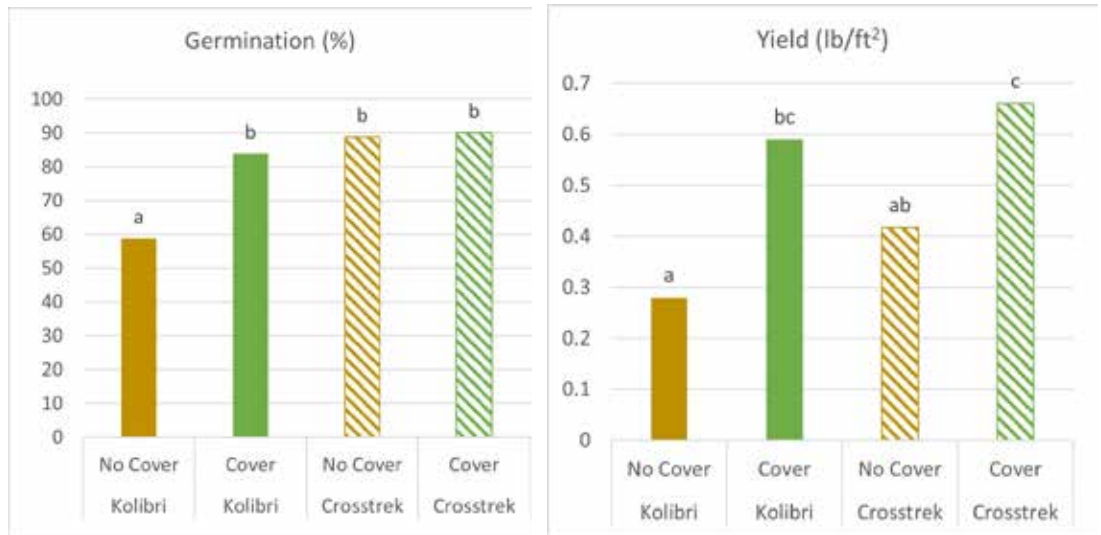 Germination (%)
100
90
80
70
60
50
40
30
20
10
0
a
b
b
b
No Cover
Cover
No Cover
Cover
Kolibri
Kolibri
Crosstrek
Crosstrek
Yield (lb/ft²)
0.7
0.6
0.5
0.4
0.3
0.2
0.1
0
a
bc
ab
c
No Cover
Cover
No Cover
Cover
Kolibri
Kolibri
Crosstrek
Crosstrek